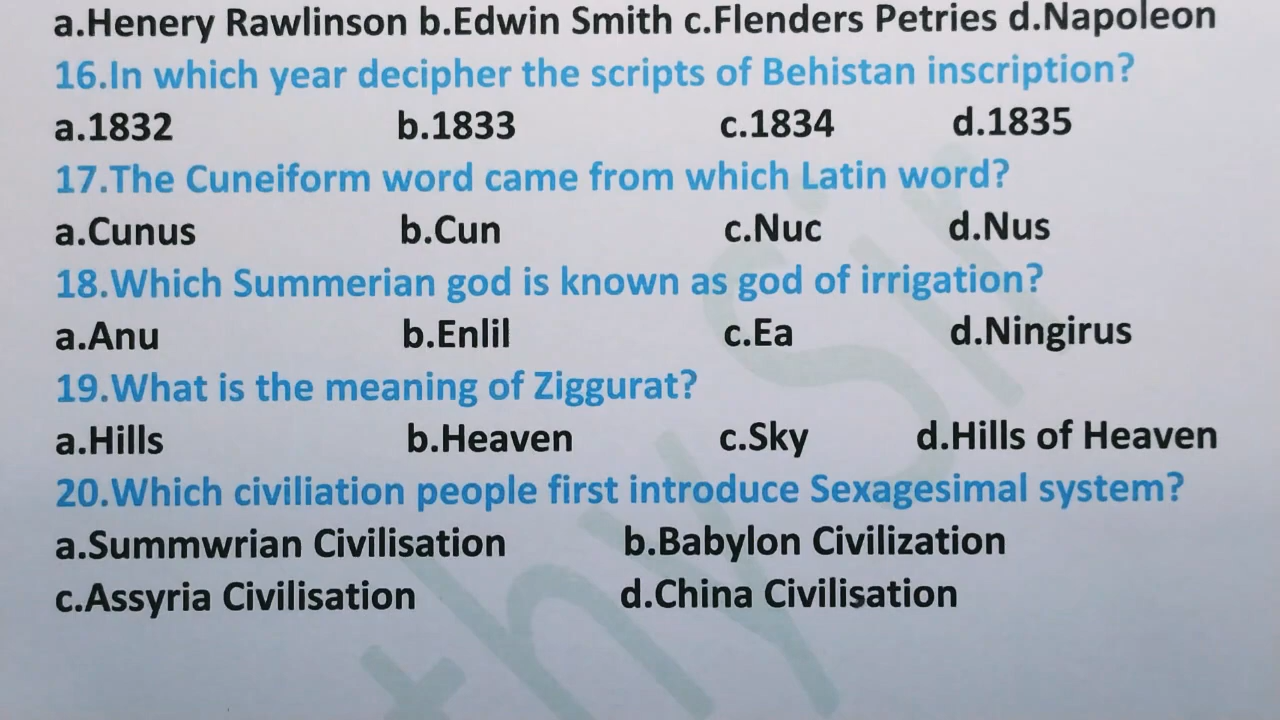 a.Henery Rawlinson b.Edwin Smith c.Flenders Petries d.Napoleon
16.In which year decipher the scripts of Behistan inscription?
a.1832 b.1833 c.1834 d.1835
17.The Cuneiform word came from which Latin word?
a.Cunus b.Cun c.Nuc d.Nus
18.Which Summerian god is known as god of irrigation?
a.Anu b.Enlil c.Ea d.Ningirus
19.What is the meaning of Ziggurat?
a.Hills b.Heaven c.Sky d.Hills of Heaven
20.Which civiliation people first introduce Sexagesimal system?
a.Summwrian Civilisation b.Babylon Civilization
c.Assyria Civilisation d.China Civilisation
thy Sir